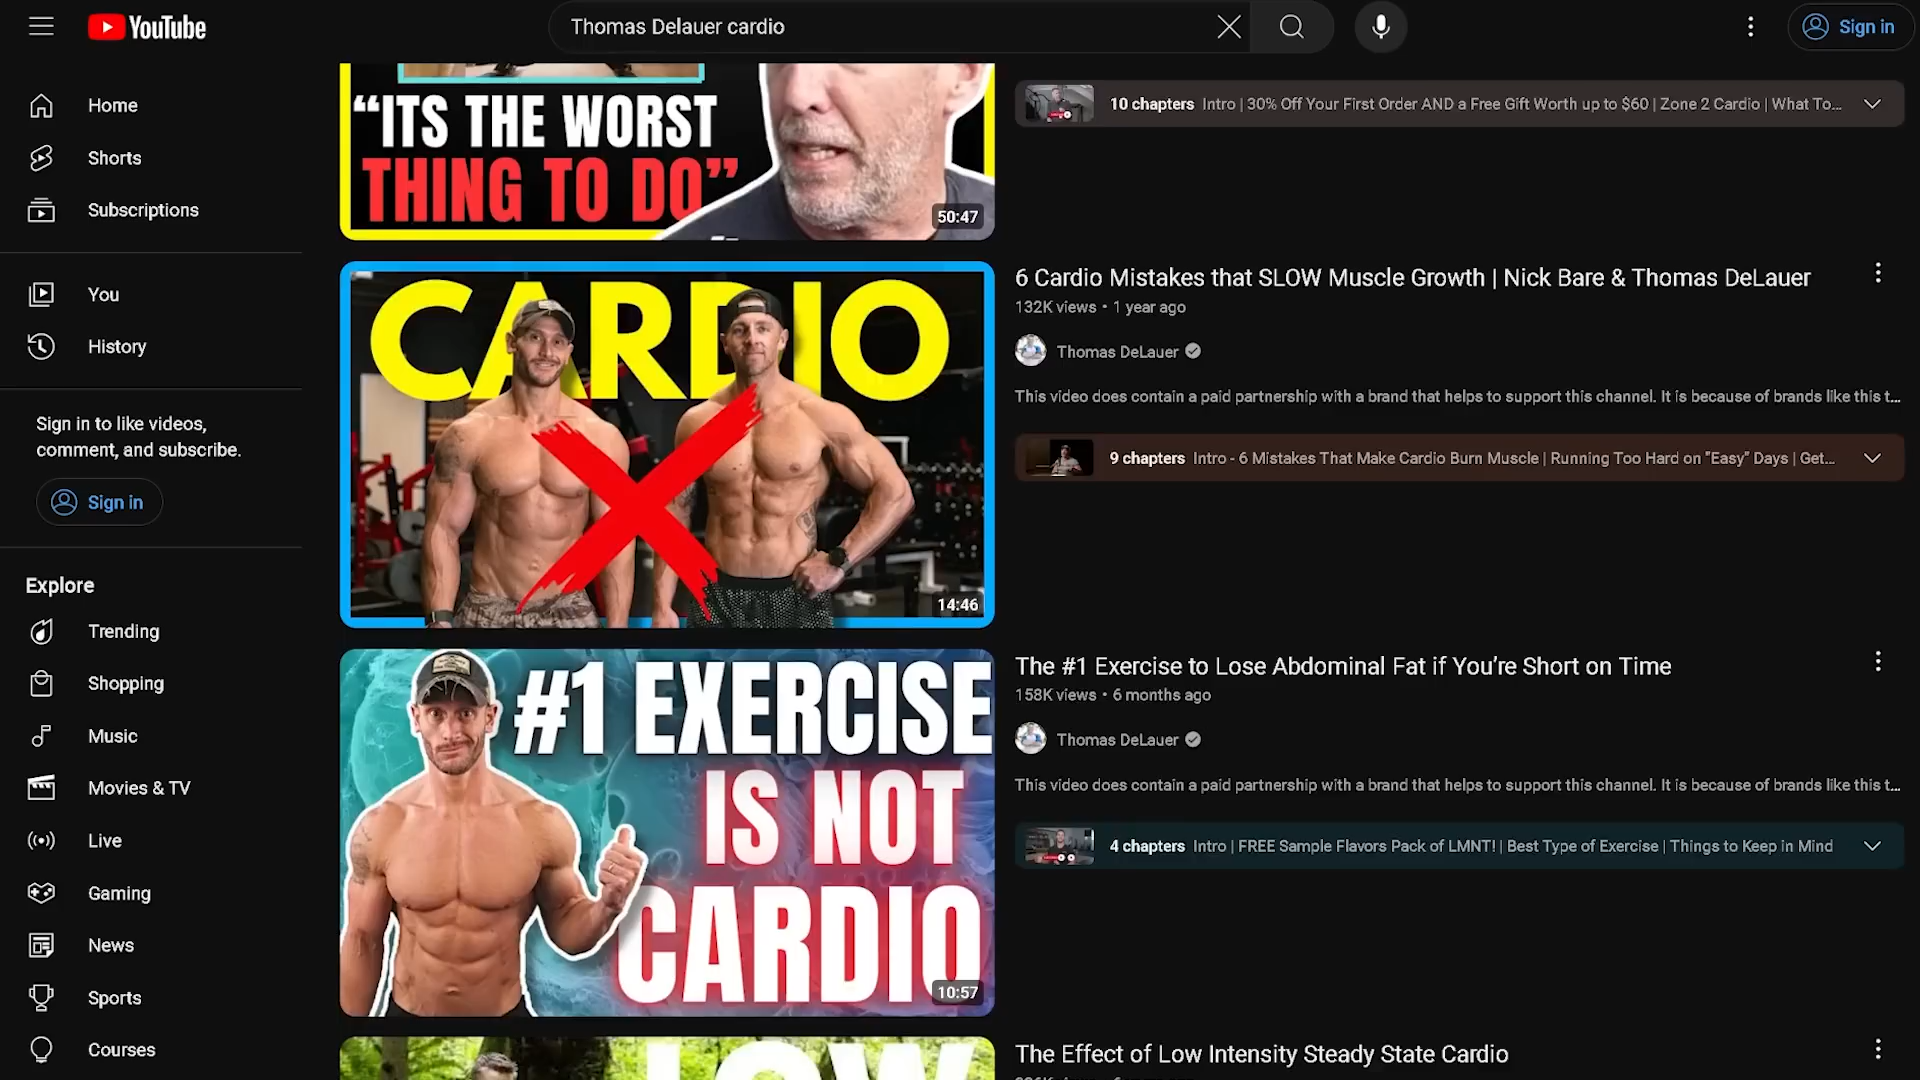 YouTube
Thomas Delauer cardio
Sign in
Home
Shorts
Subscriptions
You
History
Sign in to like videos,
comment, and subscribe.
Sign in
Explore
Trending
Shopping
Music
Movies & TV
Live
Gaming
News
Sports
Courses
“ITS THE WORST
THING TO DO”
50:47
10 chapters Intro | 30% Off Your First Order AND a Free Gift Worth up to $60 | Zone 2 Cardio | What To...
CARDIO
14:46
6 Cardio Mistakes that SLOW Muscle Growth | Nick Bare & Thomas DeLauer
132K views • 1 year ago
Thomas DeLauer
This video does contain a paid partnership with a brand that helps to support this channel. It is because of brands like this t...
9 chapters Intro - 6 Mistakes That Make Cardio Burn Muscle | Running Too Hard on "Easy" Days | Get...
#1 EXERCISE
IS NOT
CARDIO
10:57
The #1 Exercise to Lose Abdominal Fat if You’re Short on Time
158K views • 6 months ago
Thomas DeLauer
This video does contain a paid partnership with a brand that helps to support this channel. It is because of brands like this t...
4 chapters Intro | FREE Sample Flavors Pack of LMNT! | Best Type of Exercise | Things to Keep in Mind
LOW
The Effect of Low Intensity Steady State Cardio